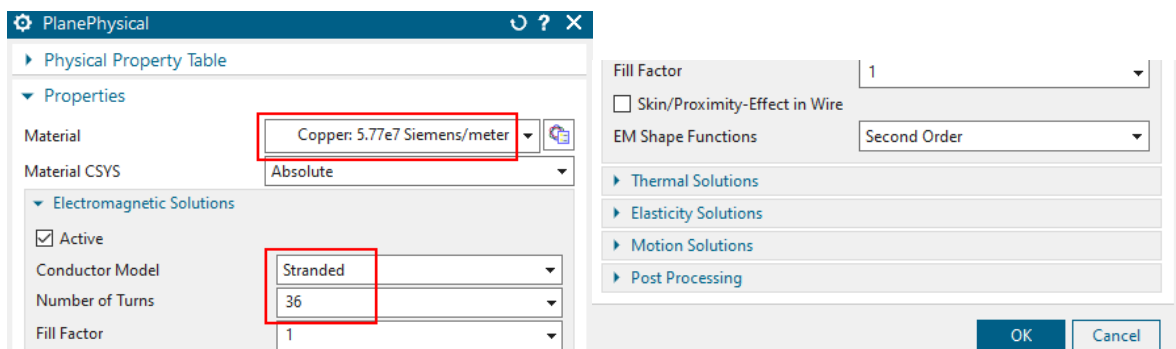 PlanePhysical
Physical Property Table
Properties
Material
Copper: 5.77e7 Siemens/meter
Material CSYS
Absolute
Electromagnetic Solutions
Active
Conductor Model
Stranded
Number of Turns
36
Fill Factor
1
Fill Factor
1
Skin/Proximity-Effect in Wire
EM Shape Functions
Second Order
Thermal Solutions
Elasticity Solutions
Motion Solutions
Post Processing
OK
Cancel